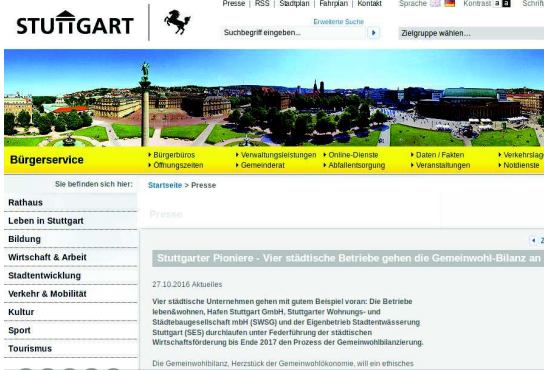 Presse | RSS | Stadtplan | Fahrplan | Kontakt Sprache Kontrast a a Schrift
STUTTGART
Erweiterte Suche
Suchbegriff eingeben... Zielgruppe wählen...
Bürgerservice
Bürgerbüros Verwaltungsleistungen Online-Dienste Daten / Fakten Verkehrslag
Öffnungszeiten Gemeinderat Abfallentsorgung Veranstaltungen Notdienste
Sie befinden sich hier: Startseite > Presse
Rathaus
Leben in Stuttgart
Bildung
Wirtschaft & Arbeit
Stadtentwicklung
Verkehr & Mobilität
Kultur
Sport
Tourismus
Presse
Z
Stuttgarter Pioniere - Vier städtische Betriebe gehen die Gemeinwohl-Bilanz an
27.10.2016 Aktuelles
Vier städtische Unternehmen gehen mit gutem Beispiel voran: Die Betriebe
leben&wohnen, Hafen Stuttgart GmbH, Stuttgarter Wohnungs- und
Städtebaugesellschaft mbH (SWSG) und der Eigenbetrieb Stadtentwässerung
Stuttgart (SES) durchlaufen unter Federführung der städtischen
Wirtschaftsförderung bis Ende 2017 den Prozess der Gemeinwohlbilanzierung.
Die Gemeinwohlbilanz, Herzstück der Gemeinwohlökonomie, will ein ethisches